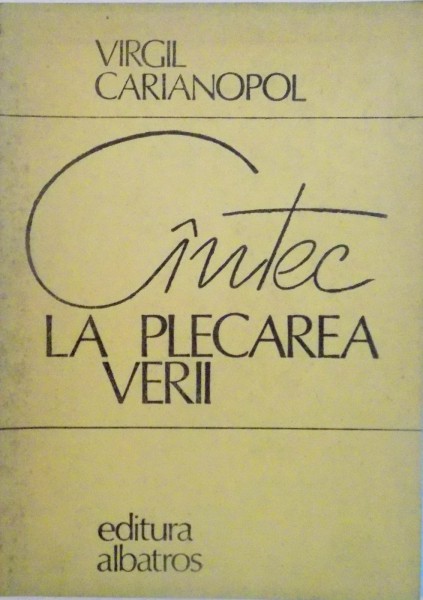 VIRGIL
CARIANOPOL
Cîntec
LA PLECAREA
VERII
editura
albatros